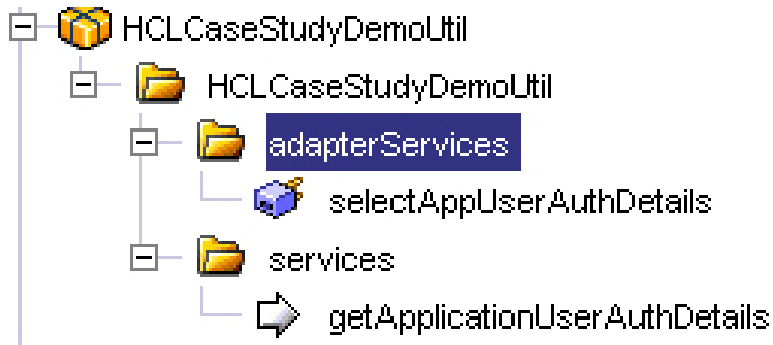 HCLCaseStudyDemoUtil
HCLCaseStudyDemoUtil
adapterServices
selectAppUserAuthDetails
services
getApplicationUserAuthDetails